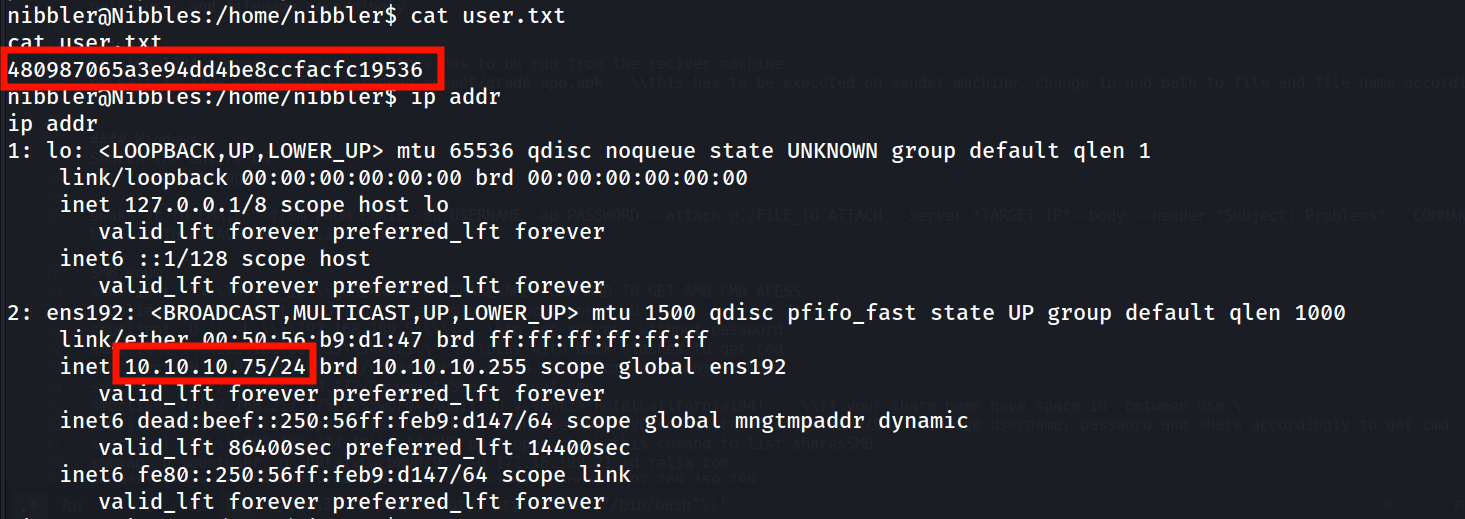 nibbler@Nibbles:/home/nibbler$ cat user.txt
cat user.txt
480987065a3e94dd4be8ccfacfc19536
nibbler@Nibbles:/home/nibbler$ ip addr
ip addr
1: lo: <LOOPBACK,UP,LOWER_UP> mtu 65536 qdisc noqueue state UNKNOWN group default qlen 1
link/loopback 00:00:00:00:00:00 brd 00:00:00:00:00:00
inet 127.0.0.1/8 scope host lo
valid_lft forever preferred_lft forever
inet6 ::1/128 scope host
valid_lft forever preferred_lft forever
2: ens192: <BROADCAST,MULTICAST,UP,LOWER_UP> mtu 1500 qdisc pfifo_fast state UP group default qlen 1000
link/ether 00:50:56:b9:d1:47 brd ff:ff:ff:ff:ff:ff
inet 10.10.10.75/24 brd 10.10.10.255 scope global ens192
valid_lft forever preferred_lft forever
inet6 dead:beef::250:56ff:feb9:d147/64 scope global mngtmpaddr dynamic
valid_lft 86400sec preferred_lft 14400sec
inet6 fe80::250:56ff:feb9:d147/64 scope link
valid_lft forever preferred_lft forever